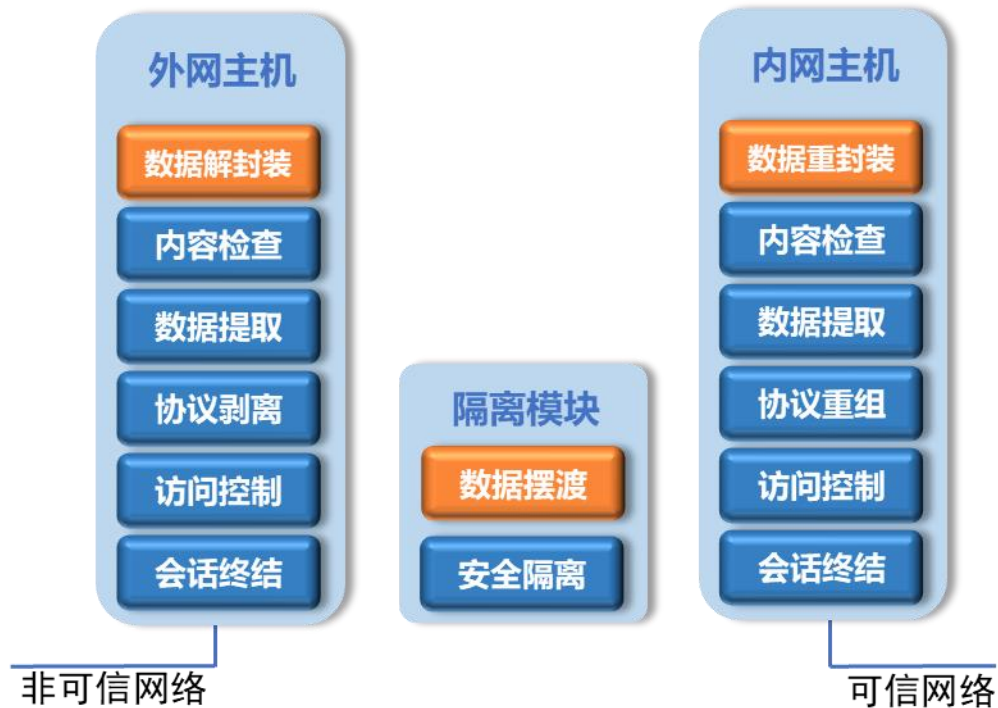 外网主机
数据解封装
内容检查
数据提取
协议剥离
访问控制
会话终结
非可信网络
隔离模块
数据摆渡
安全隔离
内网主机
数据重封装
内容检查
数据提取
协议重组
访问控制
会话终结
可信网络